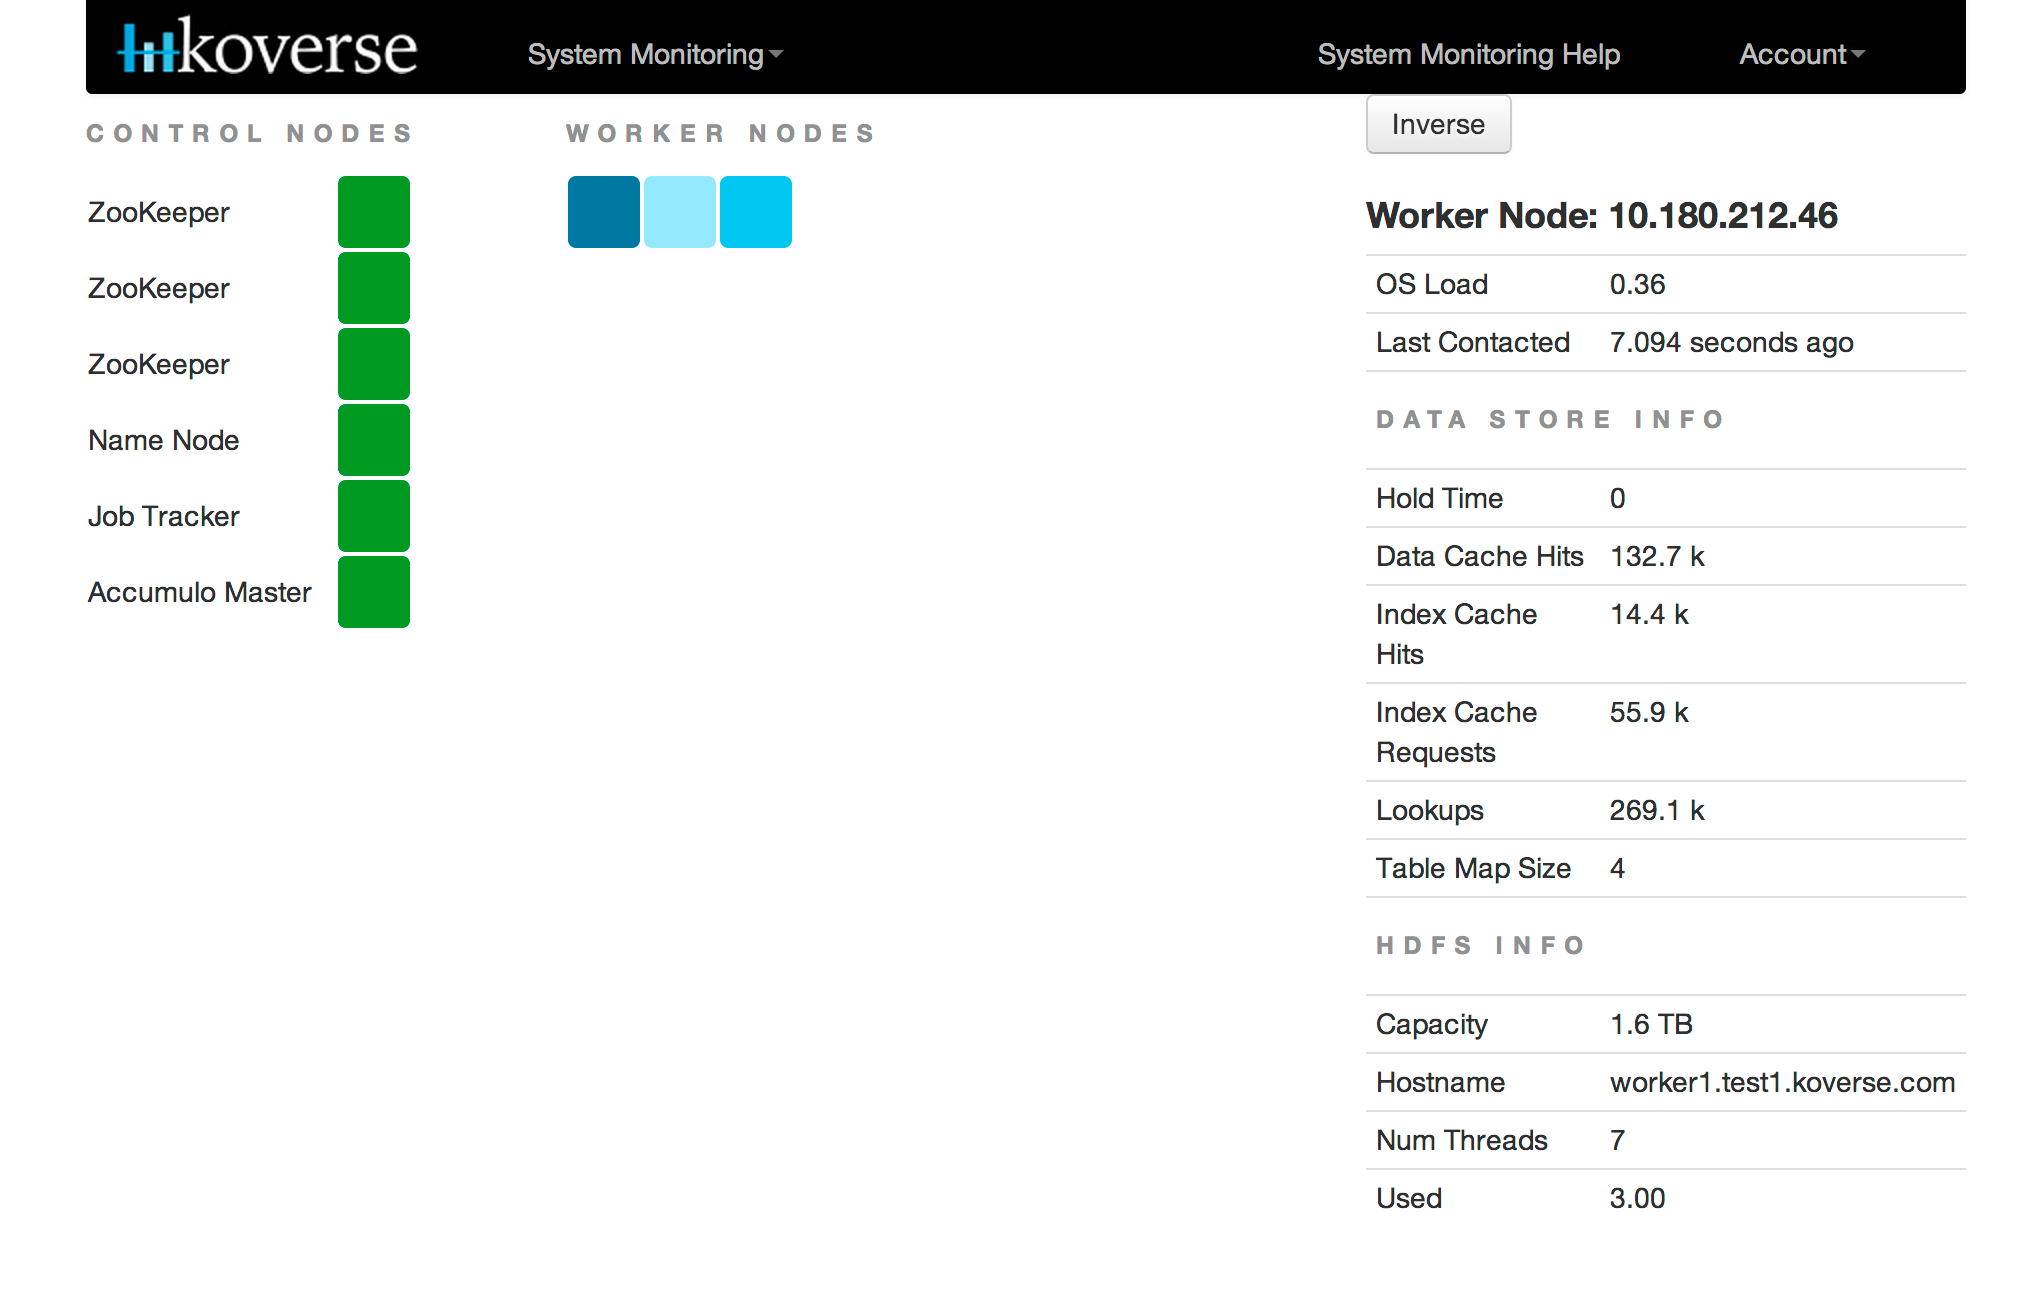 koverse
System Monitoring
System Monitoring Help
Account
CONTROL NODES
ZooKeeper
ZooKeeper
ZooKeeper
Name Node
Job Tracker
Accumulo Master
WORKER NODES
Inverse
Worker Node: 10.180.212.46
OS Load 0.36
Last Contacted 7.094 seconds ago
DATA STORE INFO
Hold Time 0
Data Cache Hits 132.7 k
Index Cache 14.4 k
Hits
Index Cache 55.9 k
Requests
Lookups 269.1 k
Table Map Size 4
HDFS INFO
Capacity 1.6 TB
Hostname worker1.test1.koverse.com
Num Threads 7
Used 3.00